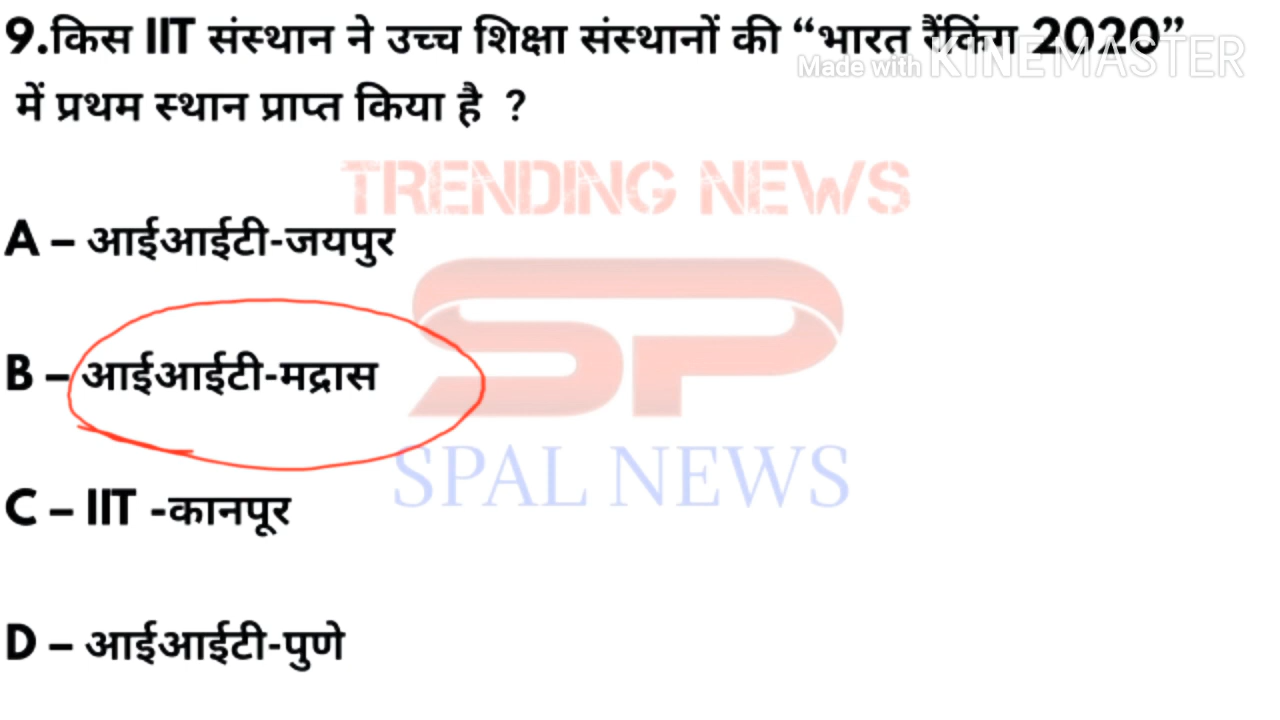 9.किस IIT संस्थान ने उच्च शिक्षा संस्थानों की “भारत रैंकिंग 2020”
Made with KINEMASTER
में प्रथम स्थान प्राप्त किया है ?
TRENDING NEWS
A – आईआईटी-जयपुर
SP
B – आईआईटी-मद्रास
SPAL NEWS
C – IIT -कानपूर
D – आईआईटी-पुणे